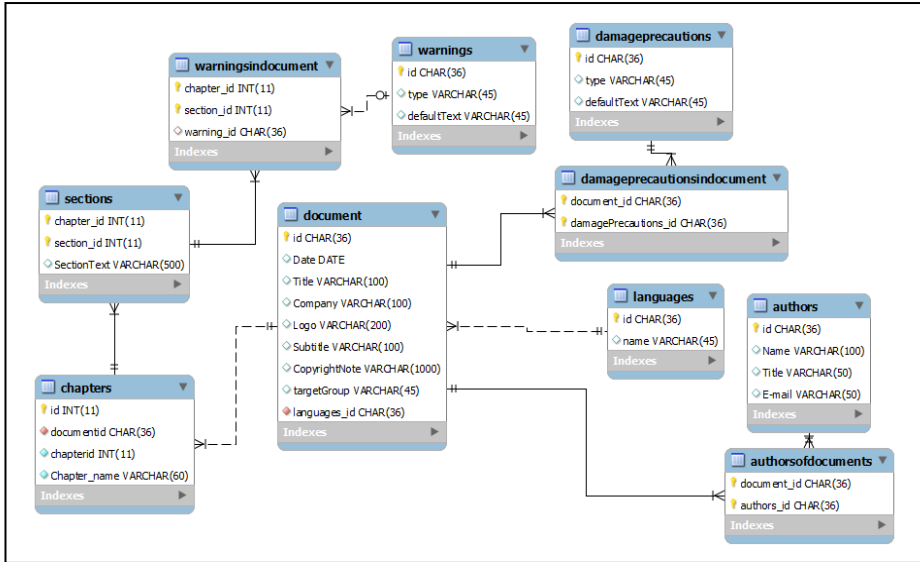 warningsindocument
chapter_id INT(11)
section_id INT(11)
warning_id CHAR(36)
Indexes
warnings
id CHAR(36)
type VARCHAR(45)
defaultText VARCHAR(45)
Indexes
damageprecautions
id CHAR(36)
type VARCHAR(45)
defaultText VARCHAR(45)
Indexes
damageprecautionsindocument
document_id CHAR(36)
damagePrecautions_id CHAR(36)
Indexes
sections
chapter_id INT(11)
section_id INT(11)
SectionText VARCHAR(500)
Indexes
document
id CHAR(36)
Date DATE
Title VARCHAR(100)
Company VARCHAR(100)
Logo VARCHAR(200)
Subtitle VARCHAR(100)
CopyrightNote VARCHAR(1000)
targetGroup VARCHAR(45)
languages_id CHAR(36)
Indexes
languages
id CHAR(36)
name VARCHAR(45)
Indexes
authors
id CHAR(36)
Name VARCHAR(100)
Title VARCHAR(50)
E-mail VARCHAR(50)
Indexes
chapters
id INT(11)
documentid CHAR(36)
chapterid INT(11)
Chapter_name VARCHAR(60)
Indexes
authorsofdocuments
document_id CHAR(36)
authors_id CHAR(36)
Indexes